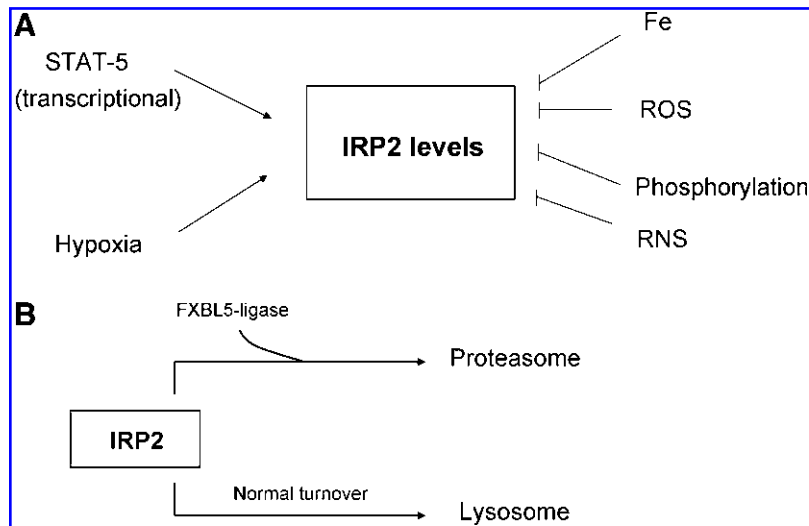 A
STAT-5
(transcriptional)
Hypoxia
IRP2 levels
Fe
ROS
Phosphorylation
RNS
B
FXBL5-ligase
Proteasome
IRP2
Normal turnover
Lysosome